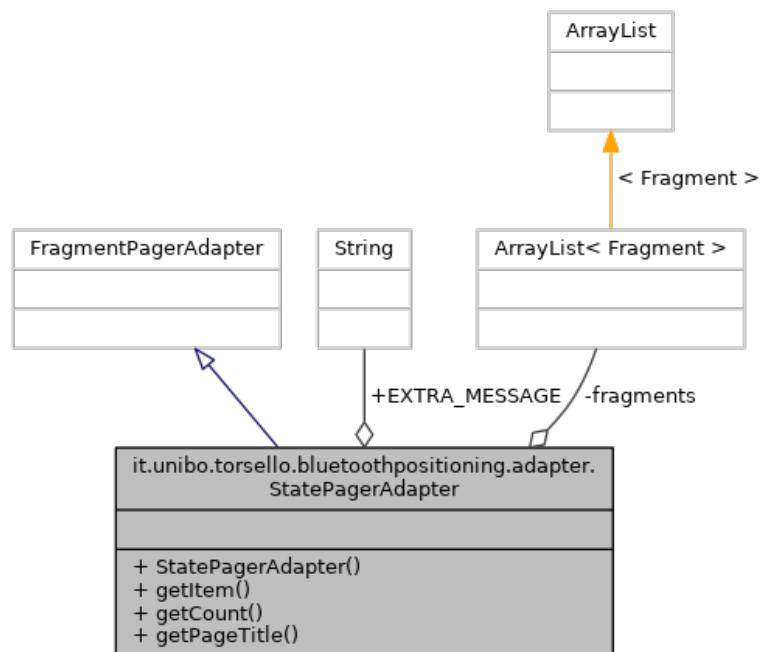 ArrayList
< Fragment >
FragmentPagerAdapter
String
ArrayList< Fragment >
+EXTRA_MESSAGE
-fragments
it.unibo.torsello.bluetoothpositioning.adapter.
StatePagerAdapter
+ StatePagerAdapter()
+ getItem()
+ getCount()
+ getPageTitle()